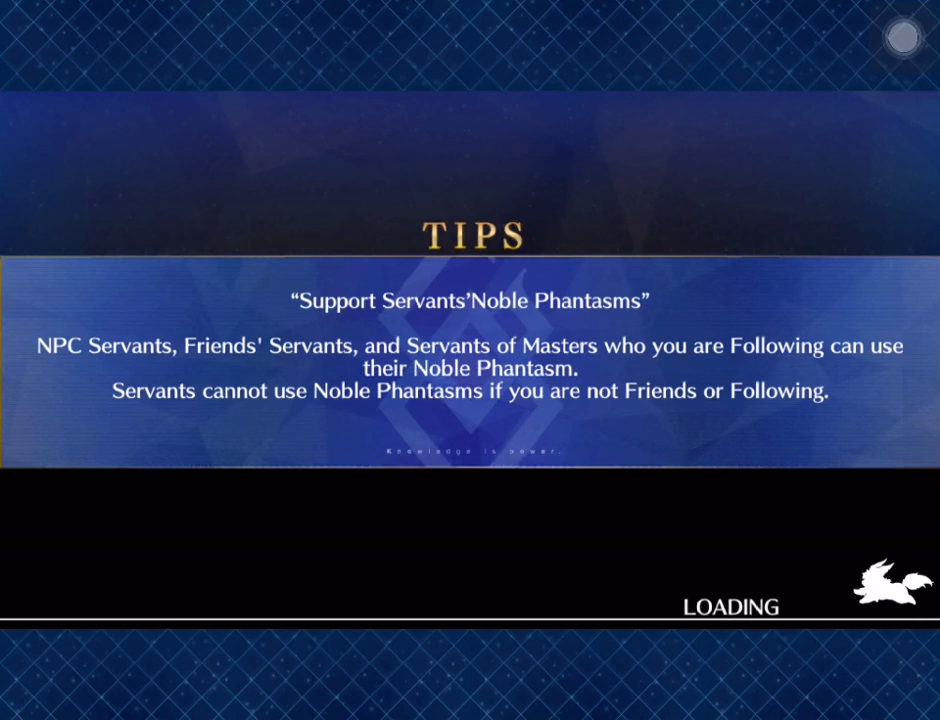 TIPS
“Support Servants’Noble Phantasms”
NPC Servants, Friends' Servants, and Servants of Masters who you are Following can use
their Noble Phantasm.
Servants cannot use Noble Phantasms if you are not Friends or Following.
Knowledge is power.
LOADING